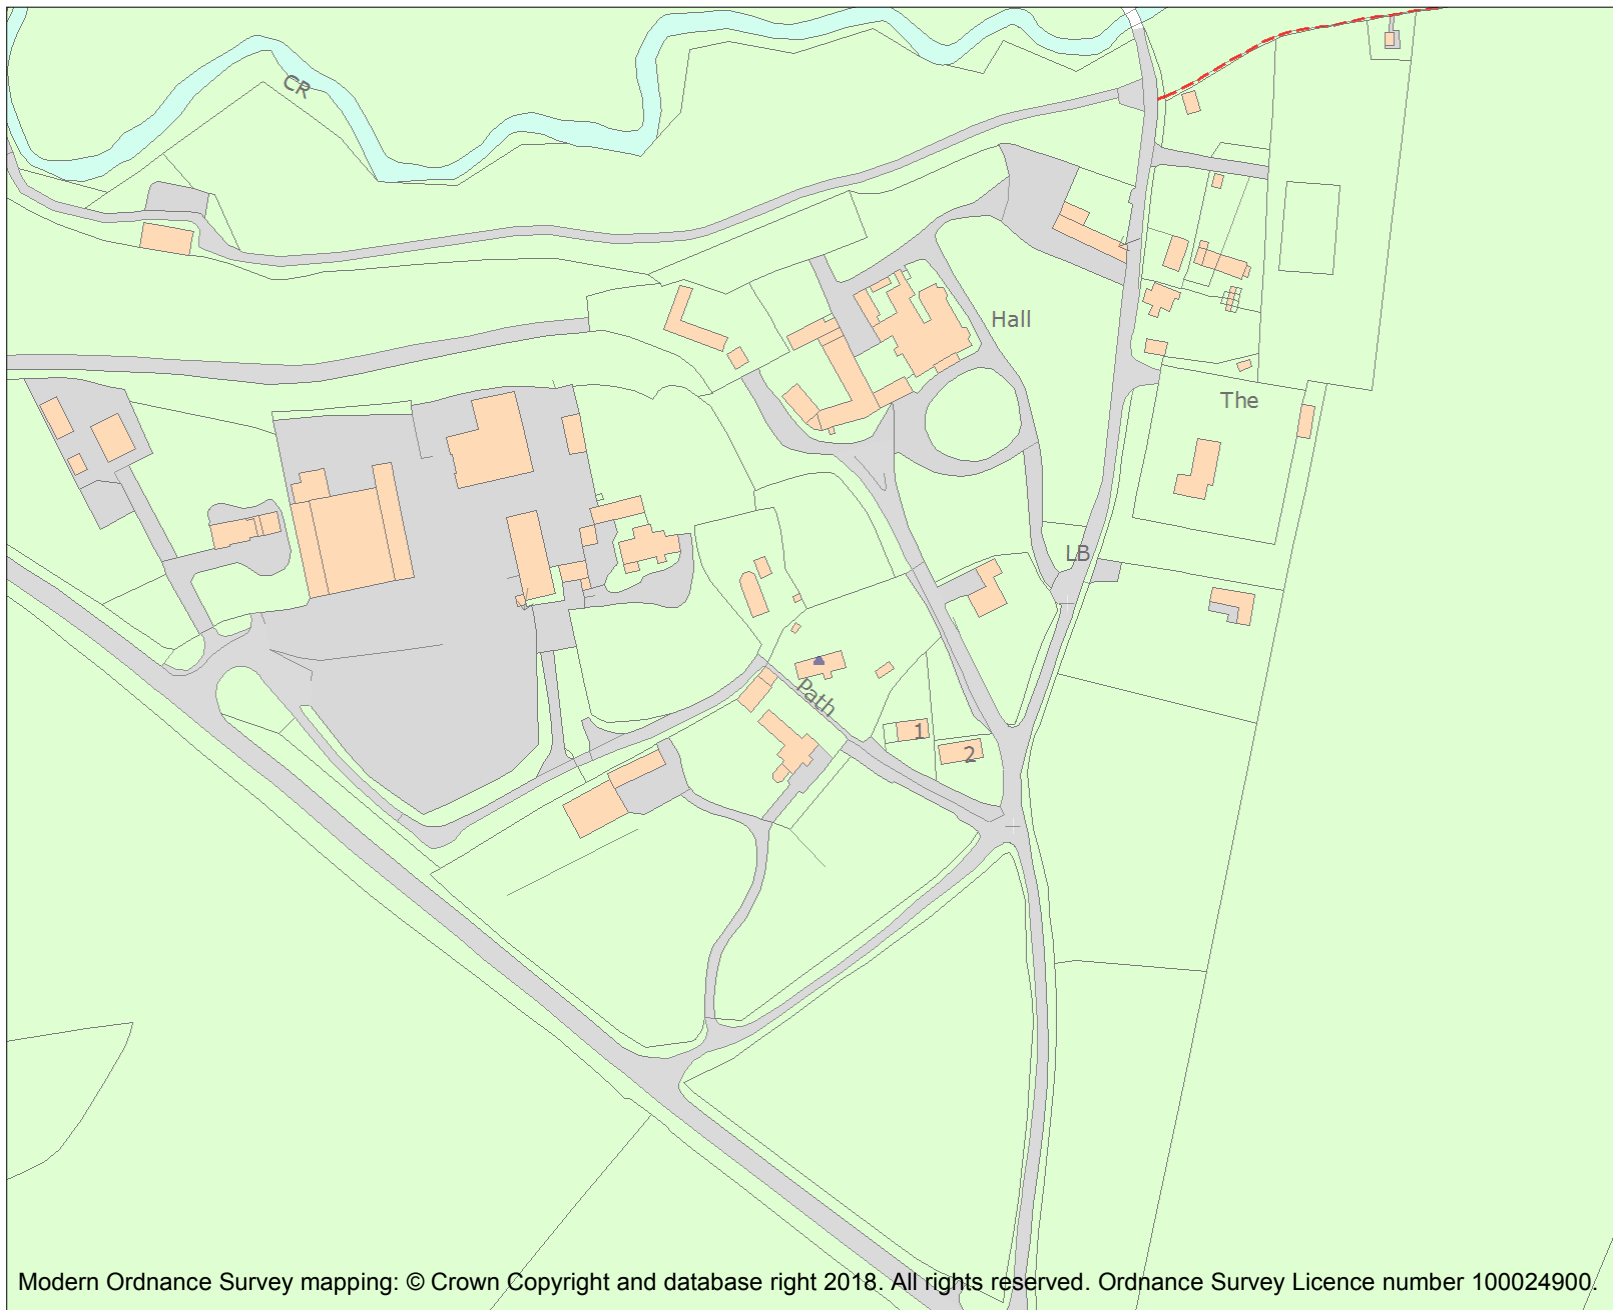 CR
Hall
The
LB
Path
1
2
Modern Ordnance Survey mapping: © Crown Copyright and database right 2018. All rights reserved. Ordnance Survey Licence number 100024900.